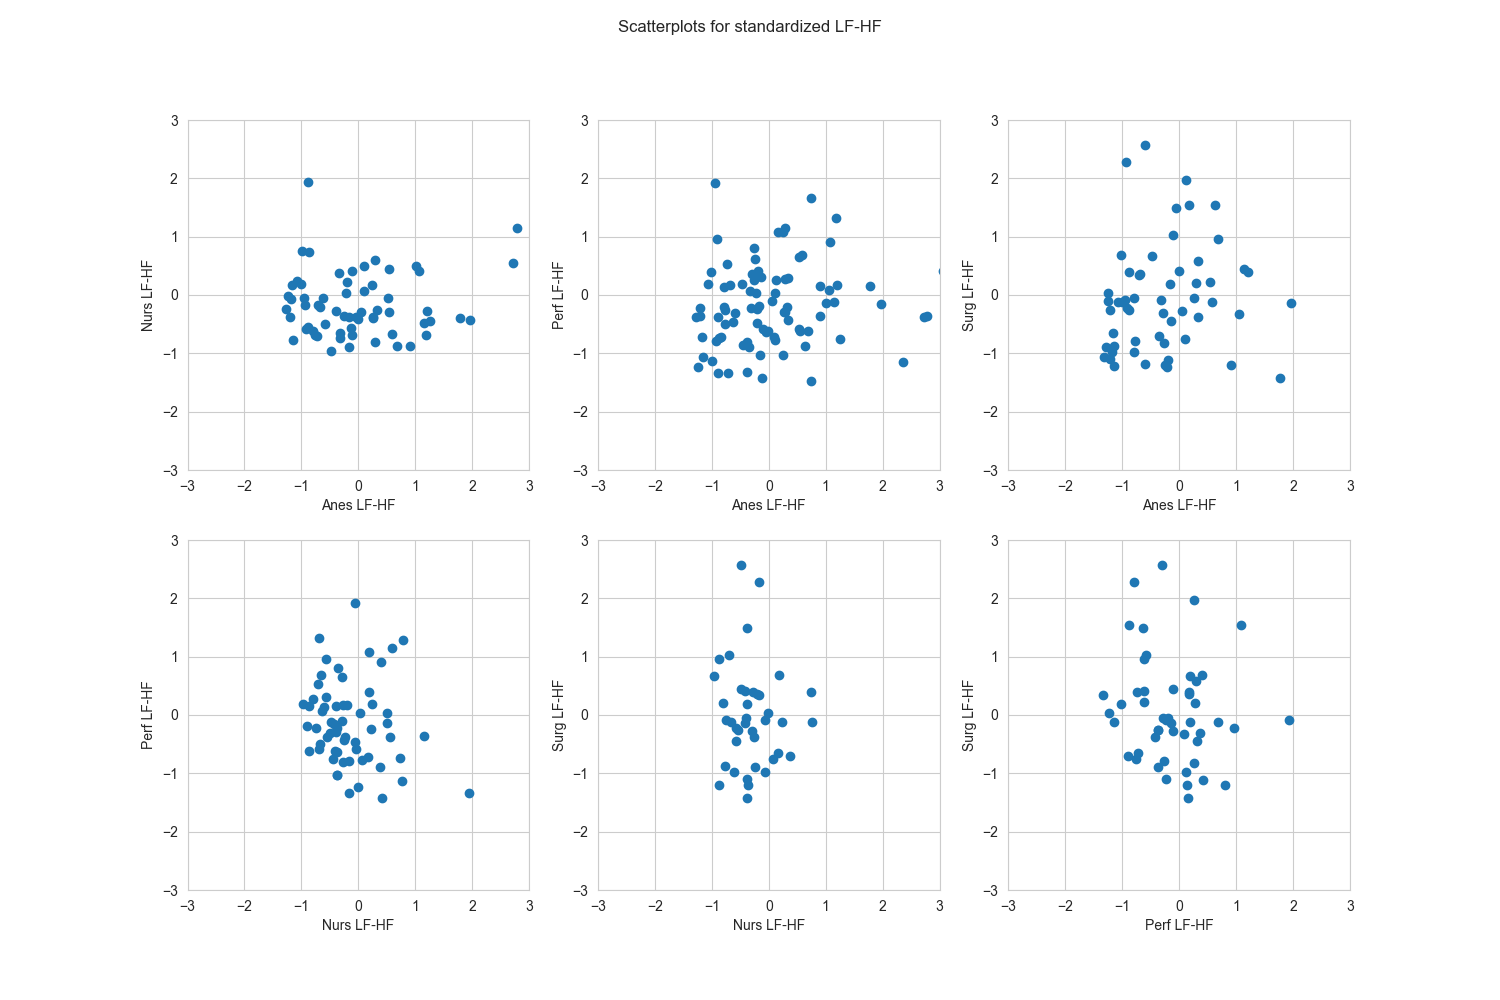 Scatterplots for standardized LF-HF
3
2
1
0
−1
−2
−3
Nurs LF-HF
−3 −2 −1 0 1 2 3
Anes LF-HF
3
2
1
0
−1
−2
−3
Perf LF-HF
−3 −2 −1 0 1 2 3
Anes LF-HF
3
2
1
0
−1
−2
−3
Surg LF-HF
−3 −2 −1 0 1 2 3
Anes LF-HF
3
2
1
0
−1
−2
−3
Perf LF-HF
−3 −2 −1 0 1 2 3
Nurs LF-HF
3
2
1
0
−1
−2
−3
Surg LF-HF
−3 −2 −1 0 1 2 3
Nurs LF-HF
3
2
1
0
−1
−2
−3
Surg LF-HF
−3 −2 −1 0 1 2 3
Perf LF-HF